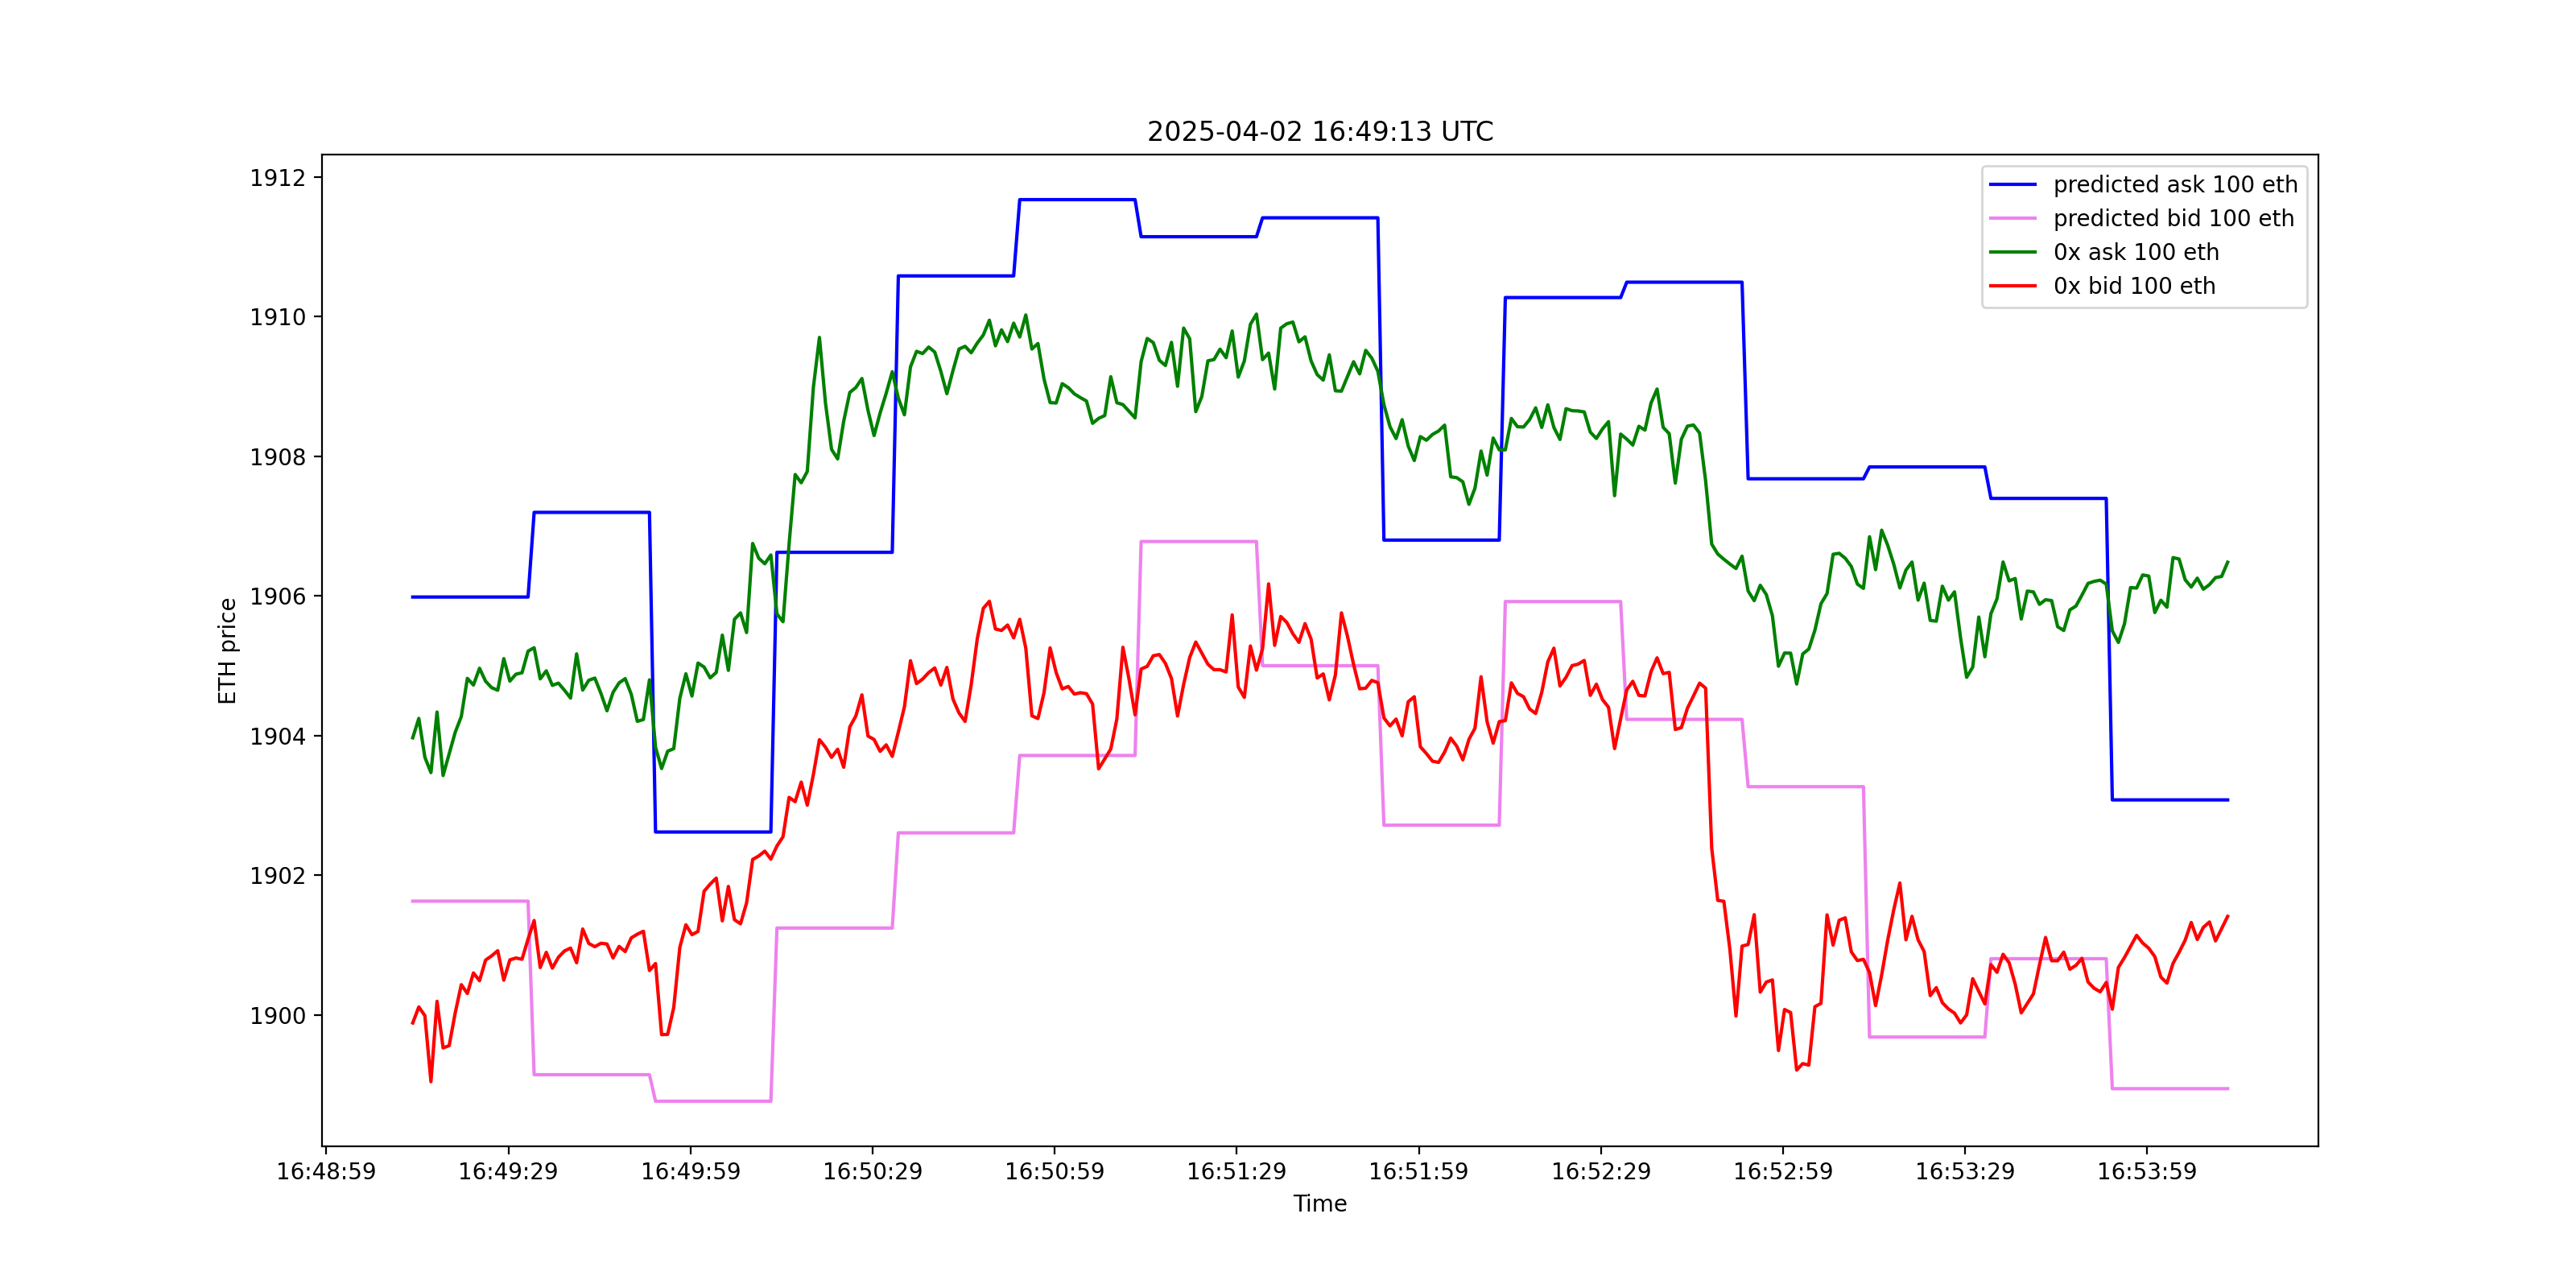 2025-04-02 16:49:13 UTC
predicted ask 100 eth
predicted bid 100 eth
0x ask 100 eth
0x bid 100 eth
ETH price
1912
1910
1908
1906
1904
1902
1900
16:48:59 16:49:29 16:49:59 16:50:29 16:50:59 16:51:29 16:51:59 16:52:29 16:52:59 16:53:29 16:53:59
Time